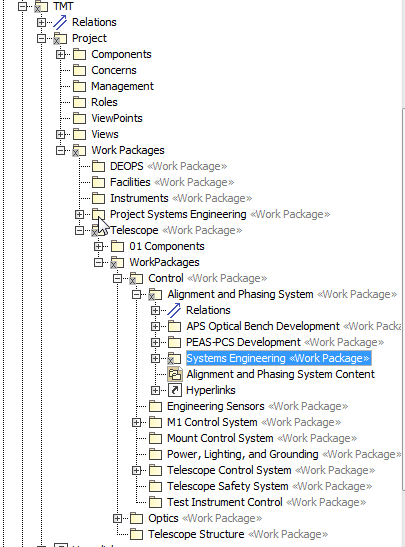 TMT
Relations
Project
Components
Concerns
Management
Roles
ViewPoints
Views
Work Packages
DEOPS «Work Package»
Facilities «Work Package»
Instruments «Work Package»
Project Systems Engineering «Work Package»
Telescope «Work Package»
01 Components
WorkPackages
Control «Work Package»
Alignment and Phasing System «Work Package»
Relations
APS Optical Bench Development «Work Package»
PEAS-PCS Development «Work Package»
Systems Engineering «Work Package»
Alignment and Phasing System Content
Hyperlinks
Engineering Sensors «Work Package»
M1 Control System «Work Package»
Mount Control System «Work Package»
Power, Lighting, and Grounding «Work Package»
Telescope Control System «Work Package»
Telescope Safety System «Work Package»
Test Instrument Control «Work Package»
Optics «Work Package»
Telescope Structure «Work Package»